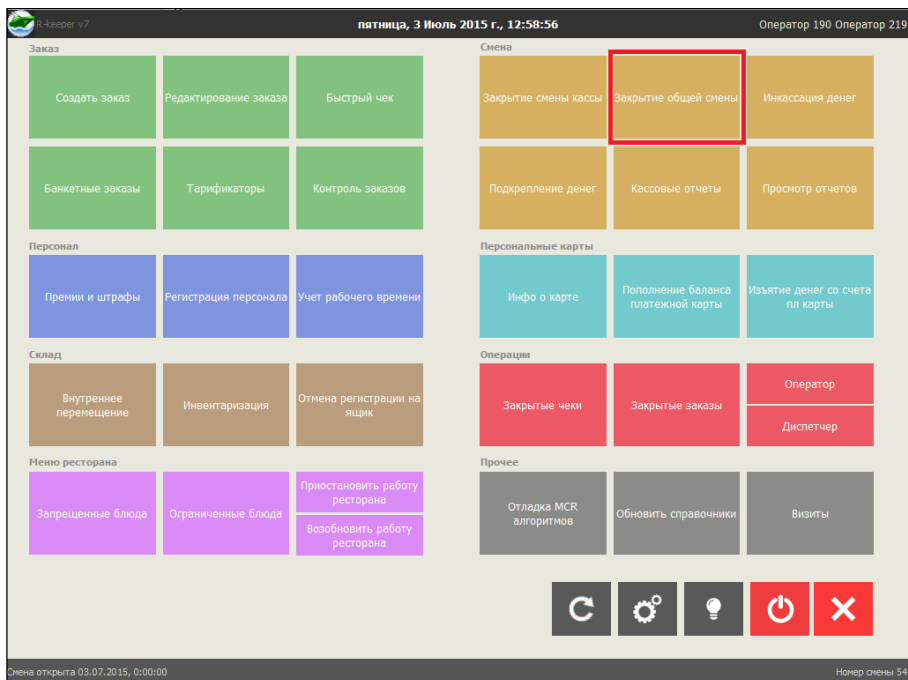 R-keeper v7
пятница, 3 Июль 2015 г., 12:58:56
Оператор 190 Оператор 219
Заказ
Создать заказ
Редактирование заказа
Быстрый чек
Банкетные заказы
Тарификаторы
Контроль заказов
Смена
Закрытие смены кассы
Закрытие общей смены
Инкассация денег
Подкрепление денег
Кассовые отчеты
Просмотр отчетов
Персонал
Премии и штрафы
Регистрация персонала
Учет рабочего времени
Персональные карты
Инфо о карте
Пополнение баланса
платежной карты
Изъятие денег со счета
пл карты
Склад
Внутреннее
перемещение
Инвентаризация
Отмена регистрации на
ящик
Операции
Закрытые чеки
Закрытые заказы
Оператор
Диспетчер
Меню ресторана
Запрещенные блюда
Ограниченные блюда
Приостановить работу
ресторана
Возобновить работу
ресторана
Прочее
Отладка MCR
алгоритмов
Обновить справочники
Визиты
Смена открыта 03.07.2015, 0:00:00
Номер смены 54